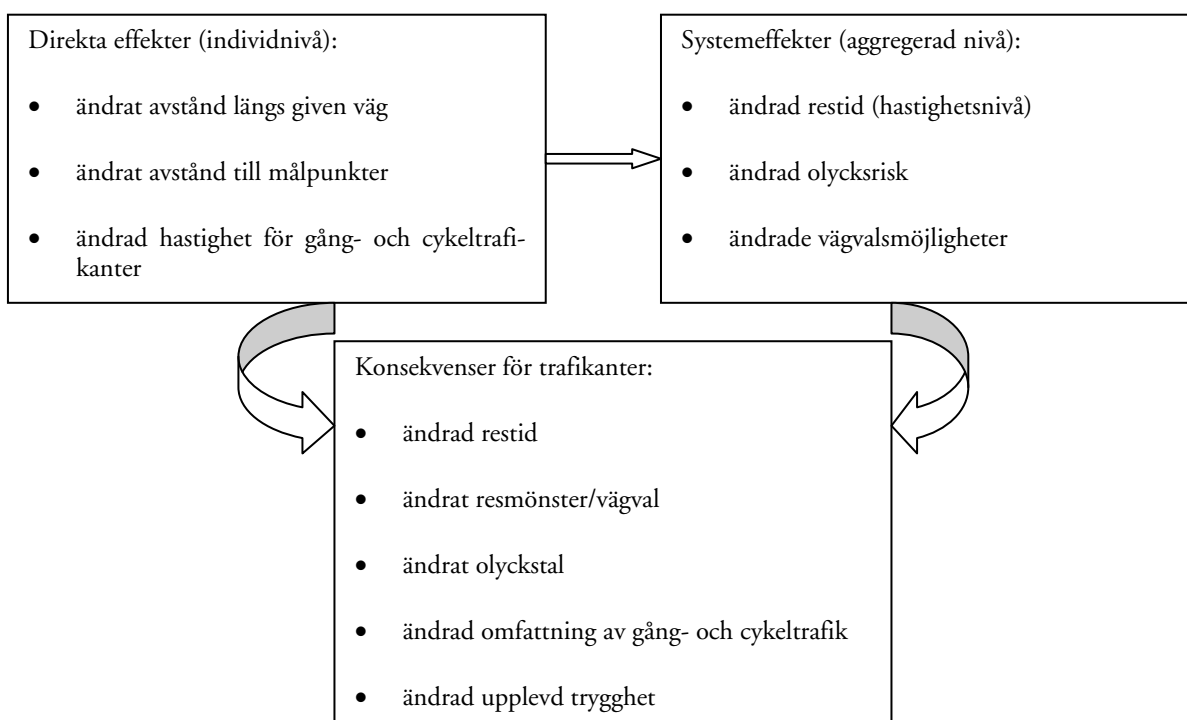 Direkta effekter (individnivå):
• ändrat avstånd längs given väg
• ändrat avstånd till målpunkter
• ändrad hastighet för gång- och cykeltrafi-
kanter
Systemeffekter (aggregerad nivå):
• ändrad restid (hastighetsnivå)
• ändrad olycksrisk
• ändrade vägvalsmöjligheter
Konsekvenser för trafikanter:
• ändrad restid
• ändrat resmönster/vägval
• ändrat olyckstal
• ändrad omfattning av gång- och cykeltrafik
• ändrad upplevd trygghet